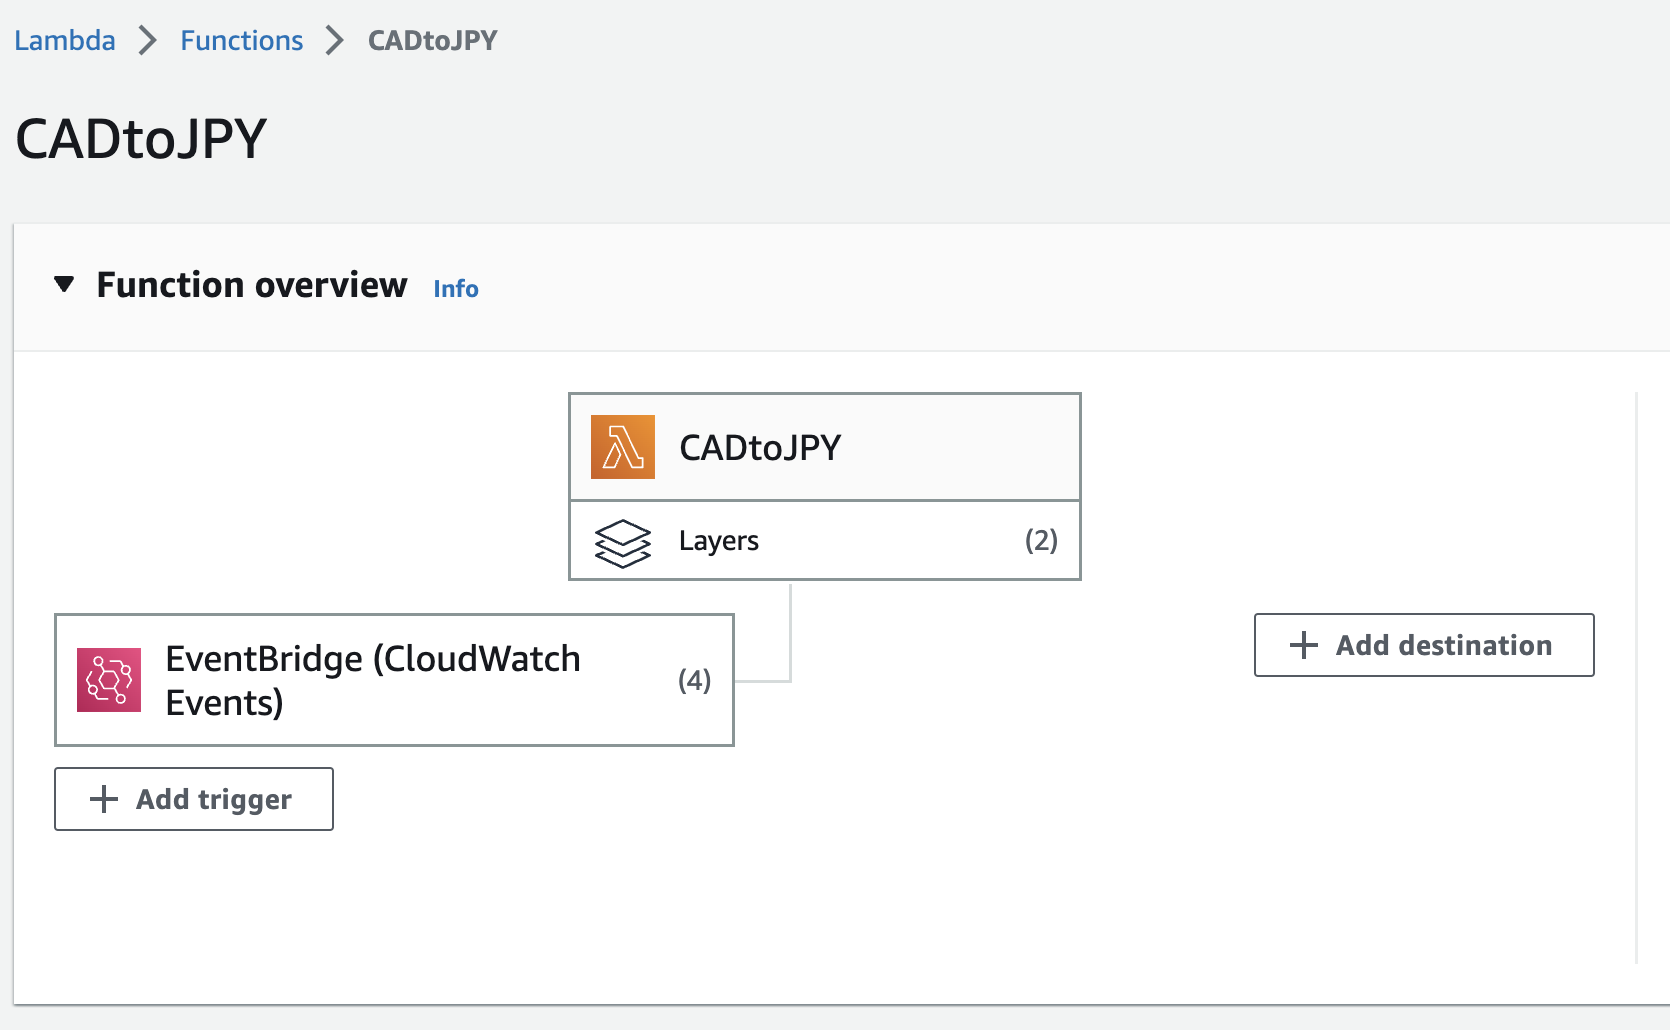 Lambda > Functions > CADtoJPY
CADtoJPY
Function overview Info
CADtoJPY
Layers (2)
EventBridge (CloudWatch
Events) (4)
+ Add destination
+ Add trigger